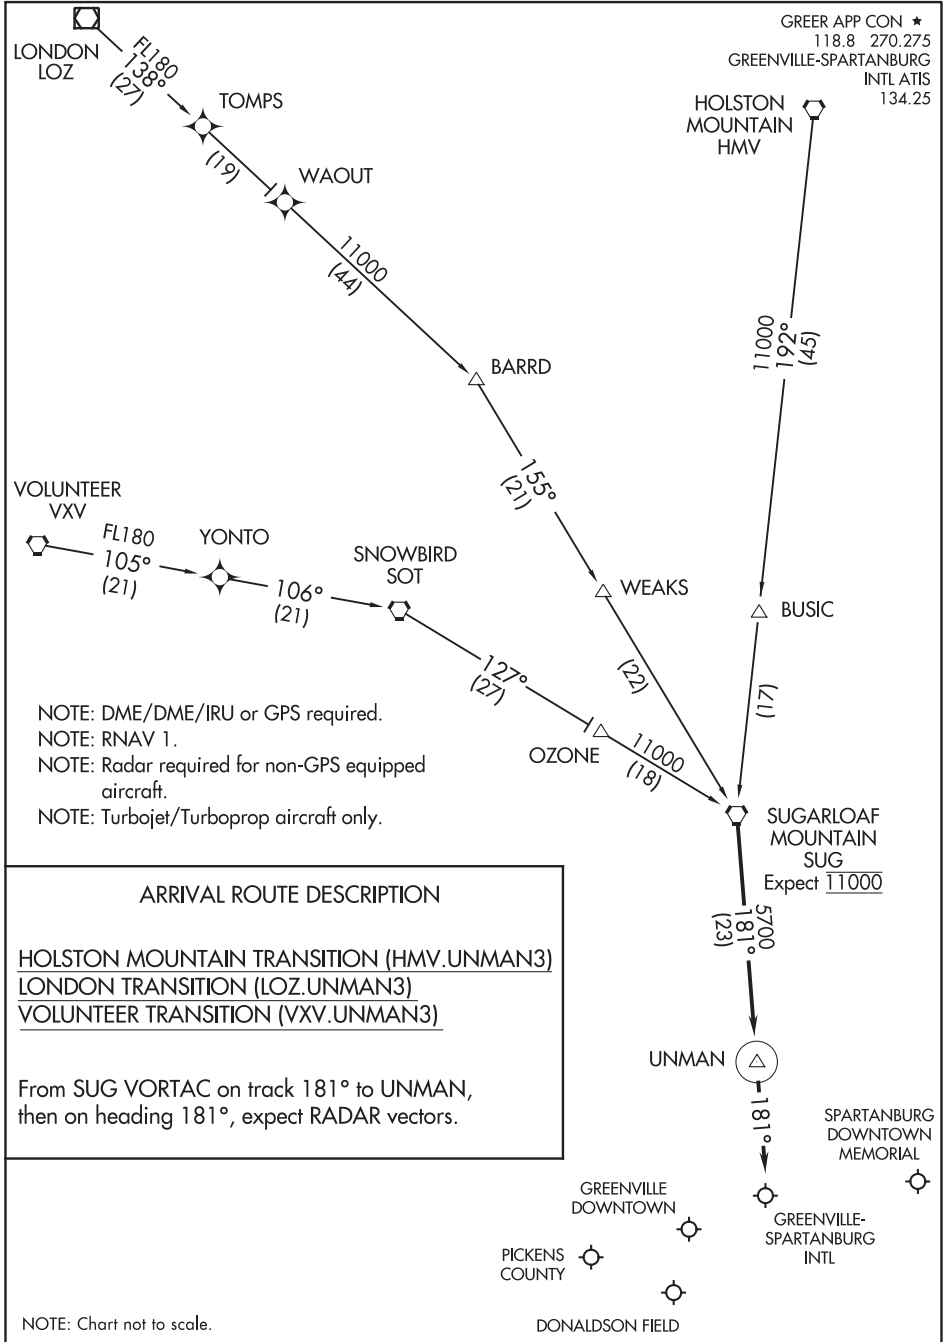 GREER APP CON ★
118.8 270.275
GREENVILLE-SPARTANBURG
INTL ATIS
134.25
LONDON
LOZ
FL180
138°
(27)
TOMPS
(19)
WAOUT
11000
(44)
HOLSTON
MOUNTAIN
HMV
11000
192°
(45)
BARRD
155°
(21)
VOLUNTEER
VXV
FL180
105°
(21)
YONTO
106°
(21)
SNOWBIRD
SOT
WEAKS
(22)
BUSIC
(17)
127°
(27)
OZONE
11000
(18)
NOTE: DME/DME/IRU or GPS required.
NOTE: RNAV 1.
NOTE: Radar required for non-GPS equipped
aircraft.
NOTE: Turbojet/Turboprop aircraft only.
SUGARLOAF
MOUNTAIN
SUG
Expect 11000
5700
181°
(23)
ARRIVAL ROUTE DESCRIPTION
HOLSTON MOUNTAIN TRANSITION (HMV.UNMAN3)
LONDON TRANSITION (LOZ.UNMAN3)
VOLUNTEER TRANSITION (VXV.UNMAN3)
From SUG VORTAC on track 181° to UNMAN,
then on heading 181°, expect RADAR vectors.
UNMAN
181°
SPARTANBURG
DOWNTOWN
MEMORIAL
GREENVILLE
DOWNTOWN
GREENVILLE-
SPARTANBURG
INTL
PICKENS
COUNTY
DONALDSON FIELD
NOTE: Chart not to scale.